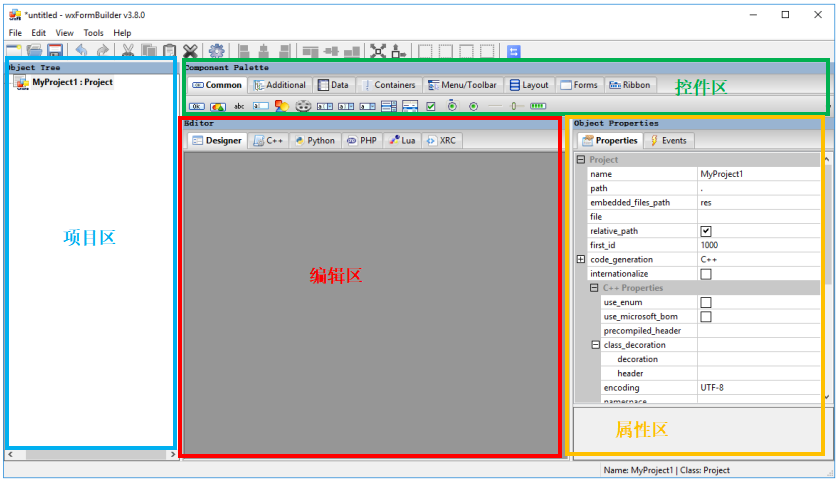 *untitled - wxFormBuilder v3.8.0
File Edit View Tools Help
Object Tree
MyProject1 : Project
项目区
Component Palette
Common Additional Data Containers Menu/Toolbar Layout Forms Ribbon
控件区
Editor
Designer C++ Python PHP Lua XRC
编辑区
Object Properties
Properties Events
Project
name MyProject1
path .
embedded_files_path res
file
relative_path
first_id 1000
code_generation C++
internationalize
C++ Properties
use_enum
use_microsoft_bom
precompiled_header
class_decoration
decoration
header
encoding UTF-8
namespace
属性区
Name: MyProject1 | Class: Project